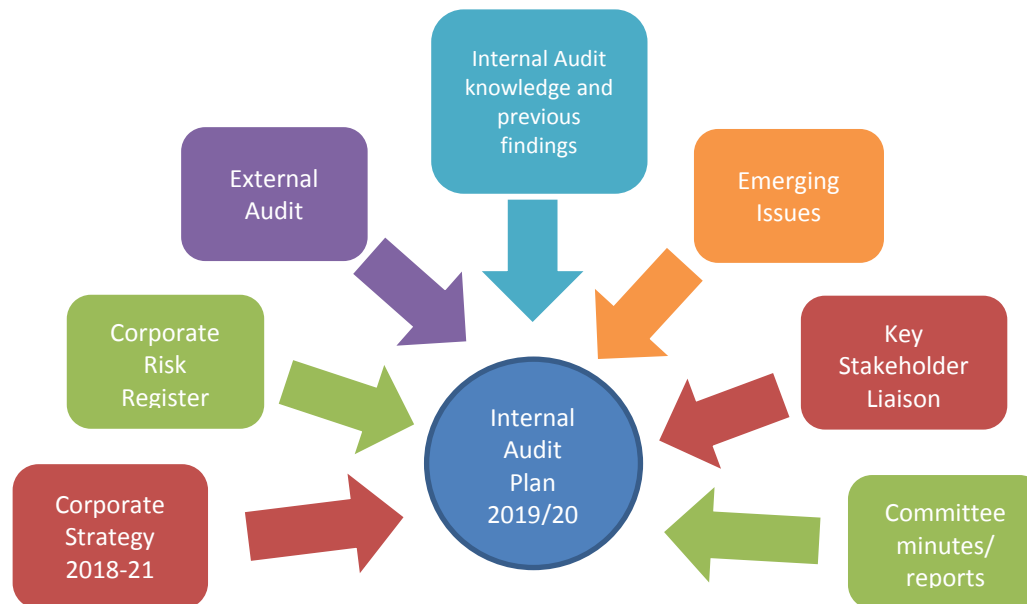 Internal Audit
knowledge and
previous
findings
External
Audit
Emerging
Issues
Corporate
Risk
Register
Key
Stakeholder
Liaison
Internal
Audit
Plan
2019/20
Corporate
Strategy
2018-21
Committee
minutes/
reports